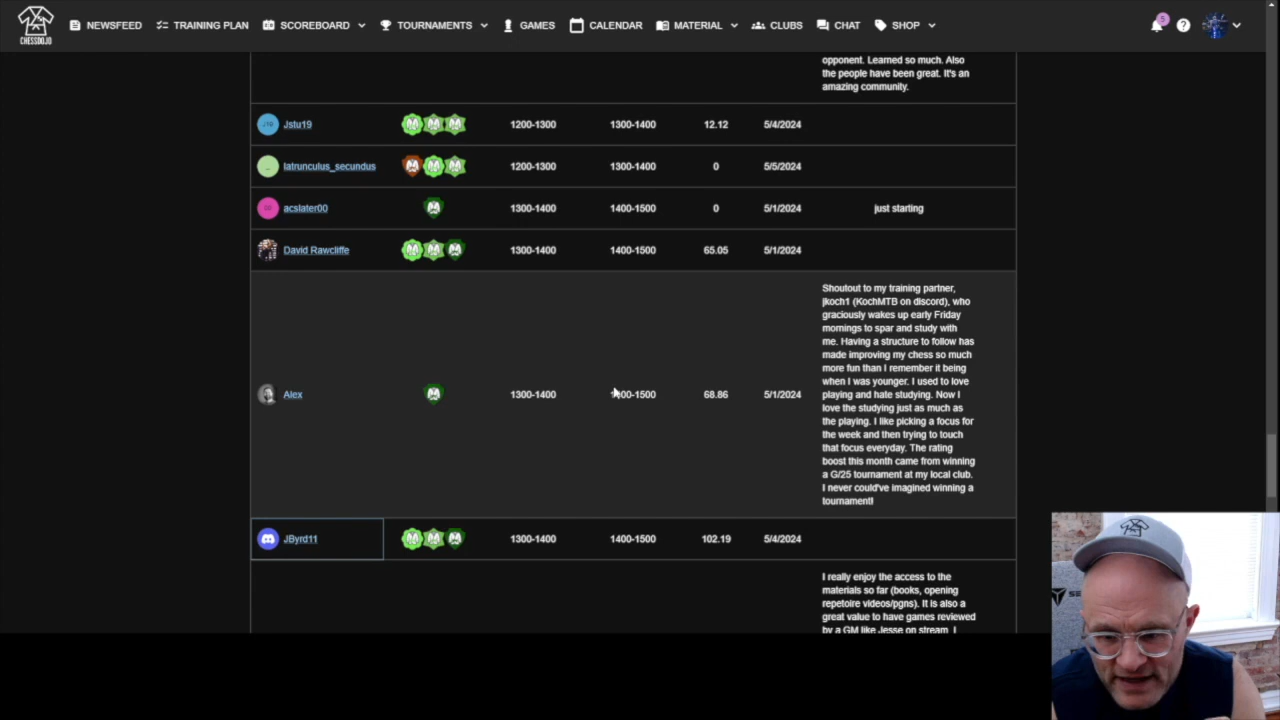 CHESSDOJO NEWSFEED TRAINING PLAN SCOREBOARD TOURNAMENTS GAMES CALENDAR MATERIAL CLUBS CHAT SHOP 5
opponent. Learned so much. Also
the people have been great. It's an
amazing community.
Jstu19 1200-1300 1300-1400 12.12 5/4/2024
latrunculus_secundus 1200-1300 1300-1400 0 5/5/2024
acslater00 1300-1400 1400-1500 0 5/1/2024 just starting
David Rawcliffe 1300-1400 1400-1500 65.05 5/1/2024
Shoutout to my training partner,
jkoch1 (KochMTB on discord), who
graciously wakes up early Friday
mornings to spar and study with
me. Having a structure to follow has
made improving my chess so much
more fun than I remember it being
when I was younger. I used to love
playing and hate studying. Now I
Alex 1300-1400 1400-1500 68.86 5/1/2024
love the studying just as much as
the playing. I like picking a focus for
the week and then trying to touch
that focus everyday. The rating
boost this month came from winning
a G/25 tournament at my local club.
I never could've imagined winning a
tournament!
JByrd11 1300-1400 1400-1500 102.19 5/4/2024
I really enjoy the access to the
materials so far (books, opening
repetoire videos/pgns). It is also a
great value to have games reviewed
by a GM like Jesse on stream. I